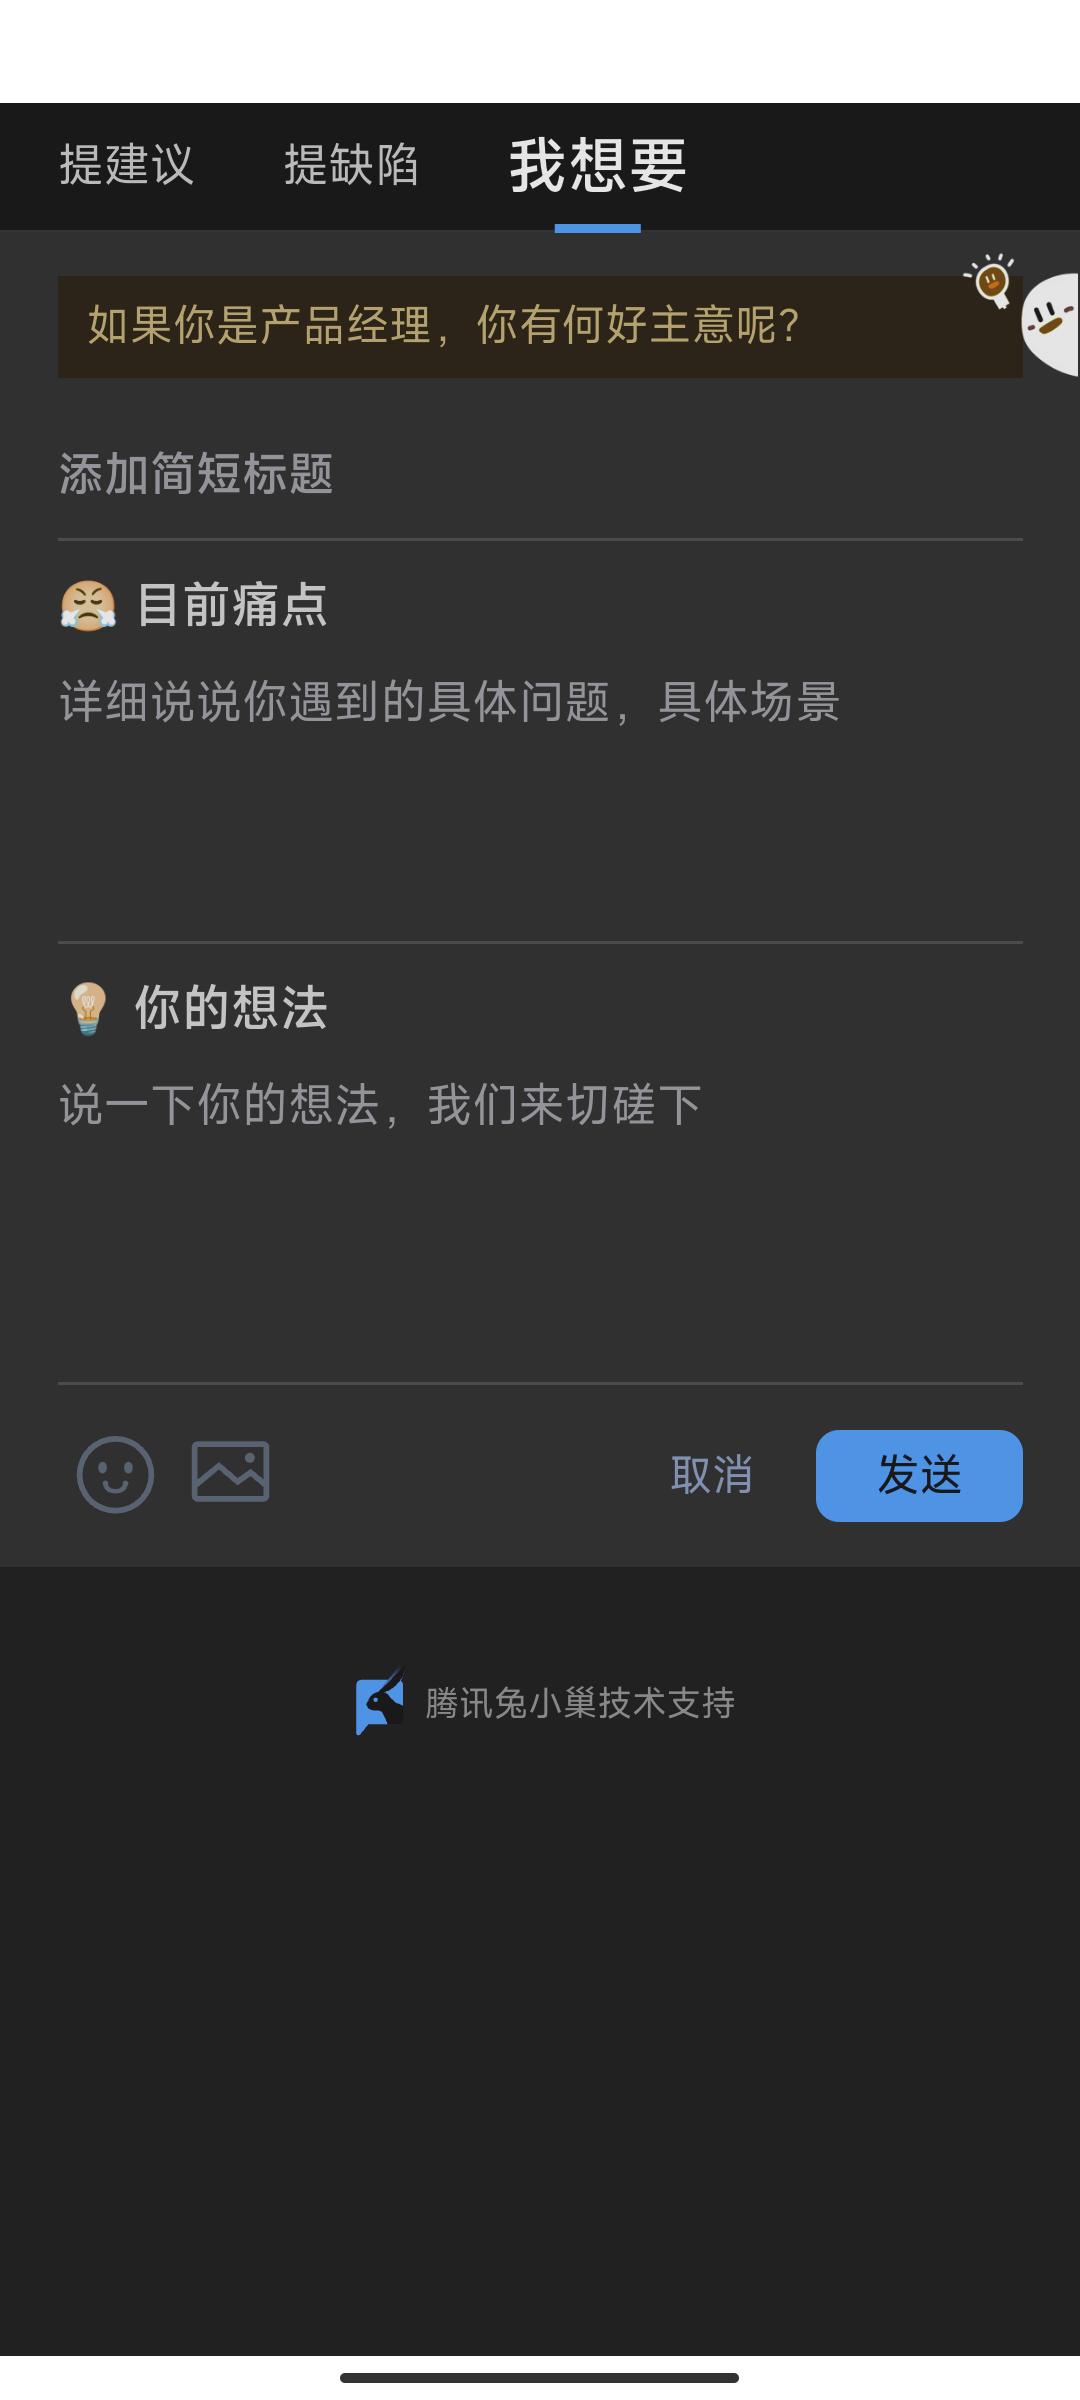 提建议 提缺陷 我想要
如果你是产品经理，你有何好主意呢？
添加简短标题
目前痛点
详细说说你遇到的具体问题，具体场景
你的想法
说一下你的想法，我们来切磋下
取消 发送
腾讯兔小巢技术支持